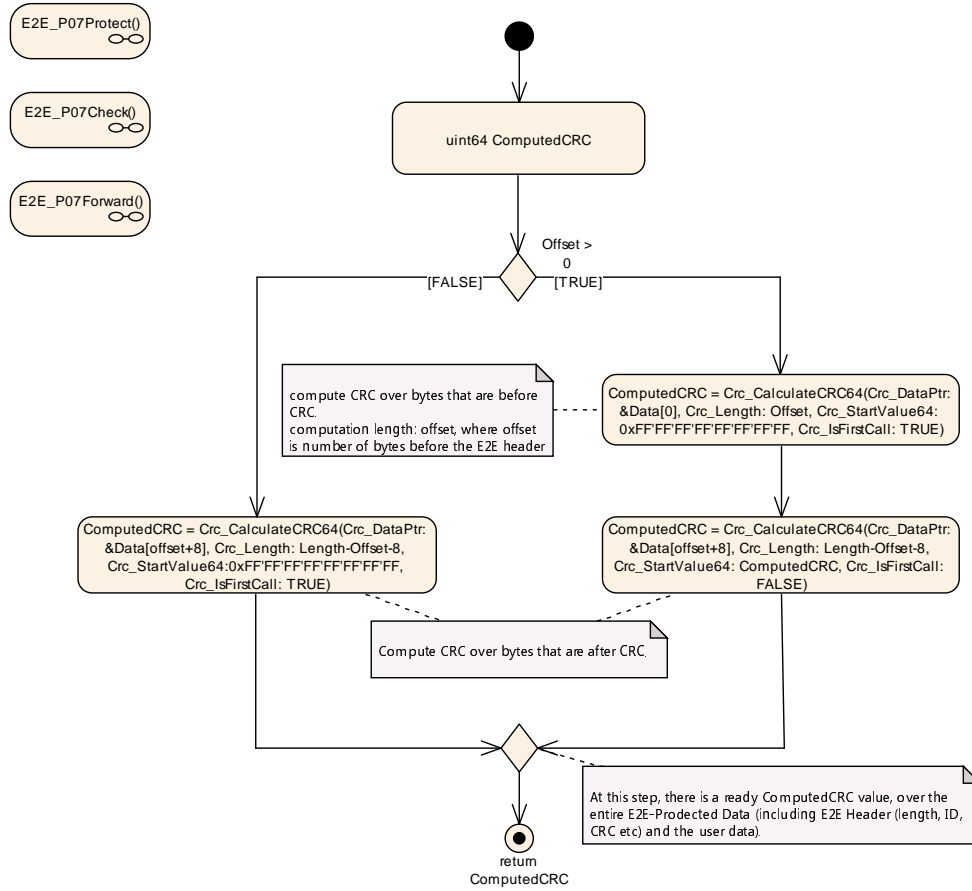 E2E_P07Protect()
E2E_P07Check()
E2E_P07Forward()
uint64 ComputedCRC
Offset >
0
[FALSE]
[TRUE]
compute CRC over bytes that are before
CRC.
computation length: offset, where offset
is number of bytes before the E2E header
ComputedCRC = Crc_CalculateCRC64(Crc_DataPtr:
&Data[0], Crc_Length: Offset, Crc_StartValue64:
0xFF'FF'FF'FF'FF'FF'FF'FF, Crc_IsFirstCall: TRUE)
ComputedCRC = Crc_CalculateCRC64(Crc_DataPtr:
&Data[offset+8], Crc_Length: Length-Offset-8,
Crc_StartValue64:0xFF'FF'FF'FF'FF'FF'FF'FF,
Crc_IsFirstCall: TRUE)
ComputedCRC = Crc_CalculateCRC64(Crc_DataPtr:
&Data[offset+8], Crc_Length: Length-Offset-8,
Crc_StartValue64: ComputedCRC, Crc_IsFirstCall:
FALSE)
Compute CRC over bytes that are after CRC.
At this step, there is a ready ComputedCRC value, over the
entire E2E-Prodected Data (including E2E Header (length, ID,
CRC etc) and the user data).
return
ComputedCRC